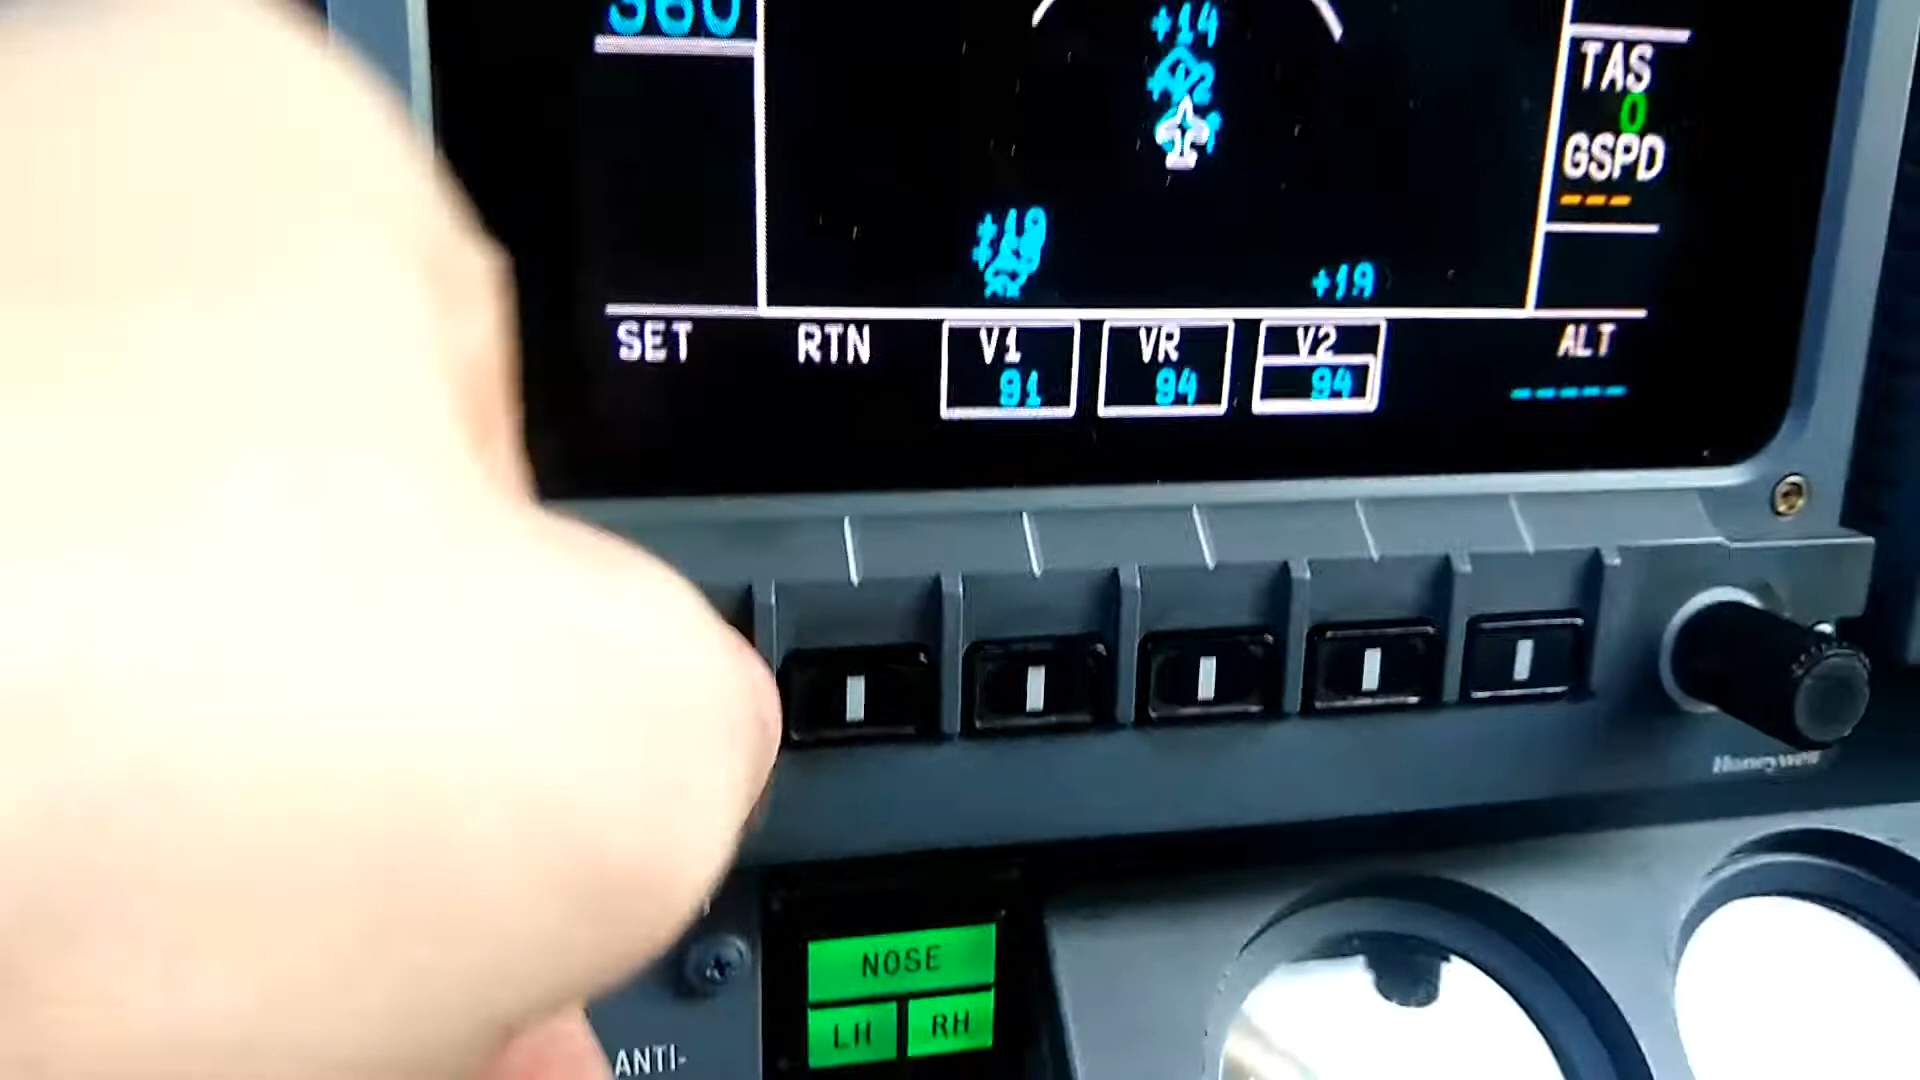 360
+14
TAS
0
GSPD
---
+19
+19
SET RTN V1 VR V2 ALT
91 94 94 -----
Honeywell
NOSE
LH RH
ANTI-